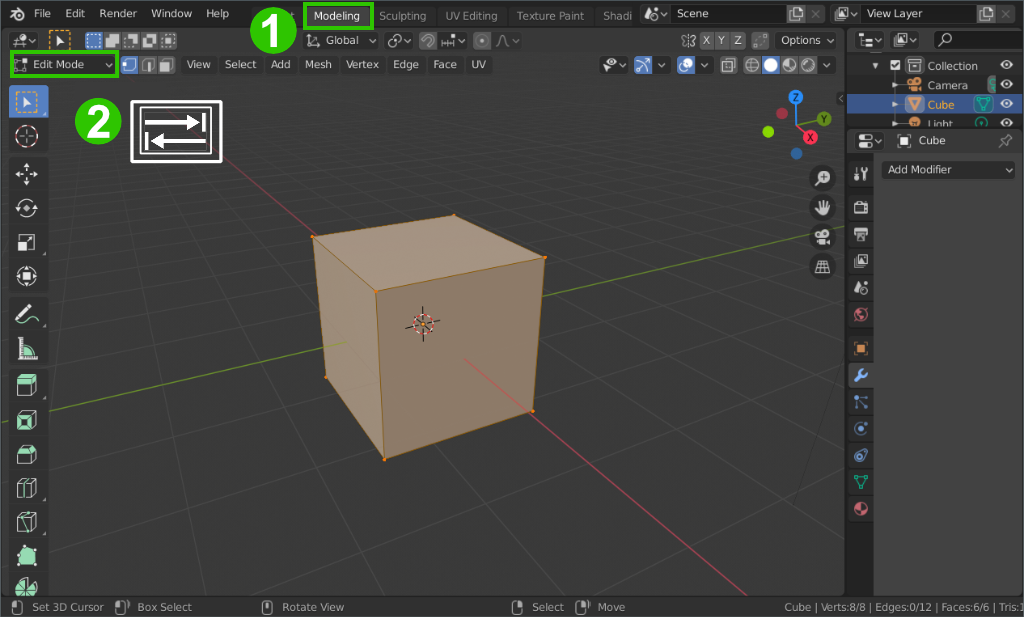 File Edit Render Window Help 1 Modeling Sculpting UV Editing Texture Paint Shadi Scene View Layer
Global X Y Z Options
Edit Mode View Select Add Mesh Vertex Edge Face UV
Collection
Camera
Cube
Light
2
Z
Y
X
Cube
Add Modifier
Set 3D Cursor Box Select Rotate View Select Move Cube | Verts:8/8 | Edges:0/12 | Faces:6/6 | Tris:1